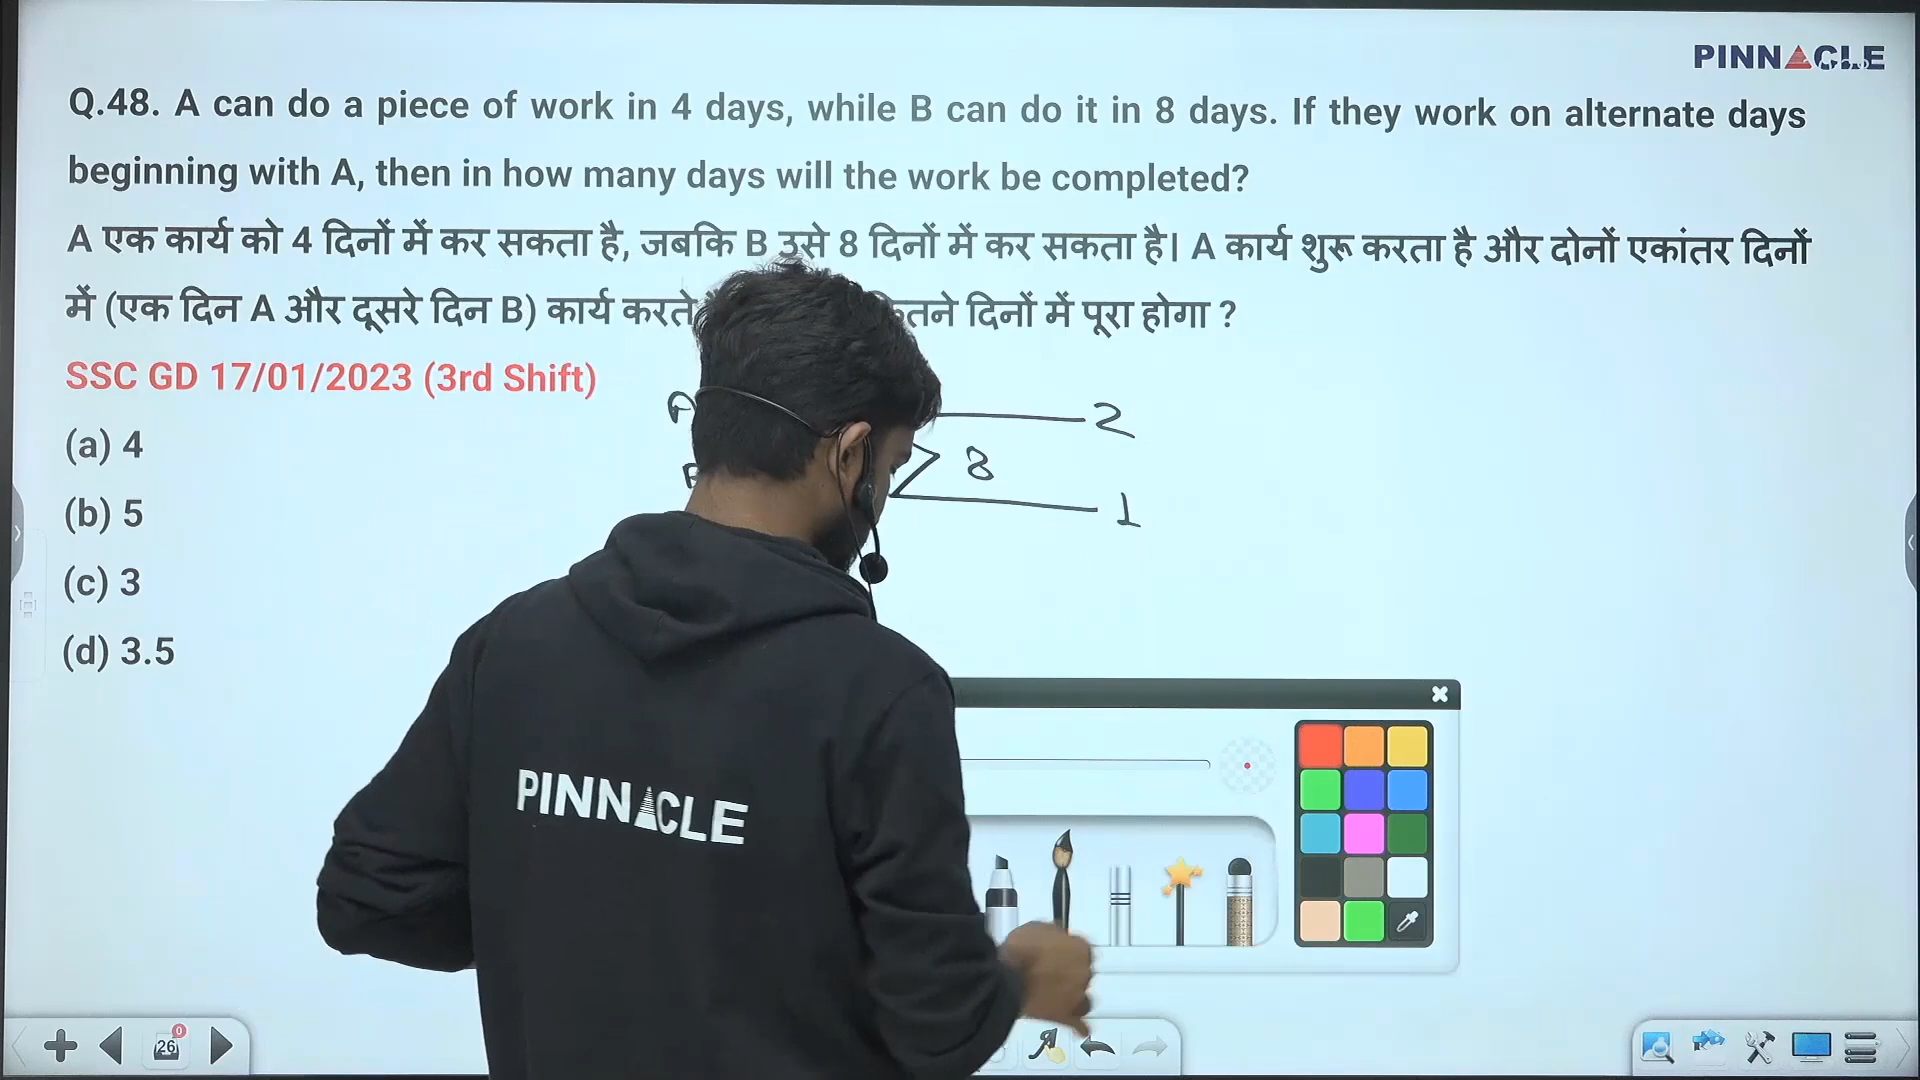 PINNACLE
Q.48. A can do a piece of work in 4 days, while B can do it in 8 days. If they work on alternate days
beginning with A, then in how many days will the work be completed?
A एक कार्य को 4 दिनों में कर सकता है, जबकि B उसे 8 दिनों में कर सकता है। A कार्य शुरू करता है और दोनों एकांतर दिनों
में (एक दिन A और दूसरे दिन B) कार्य करते दिनों में पूरा होगा ?
SSC GD 17/01/2023 (3rd Shift)
A 2
(a) 4
8
(b) 5
1
(c) 3
(d) 3.5
PINNACLE
26
0